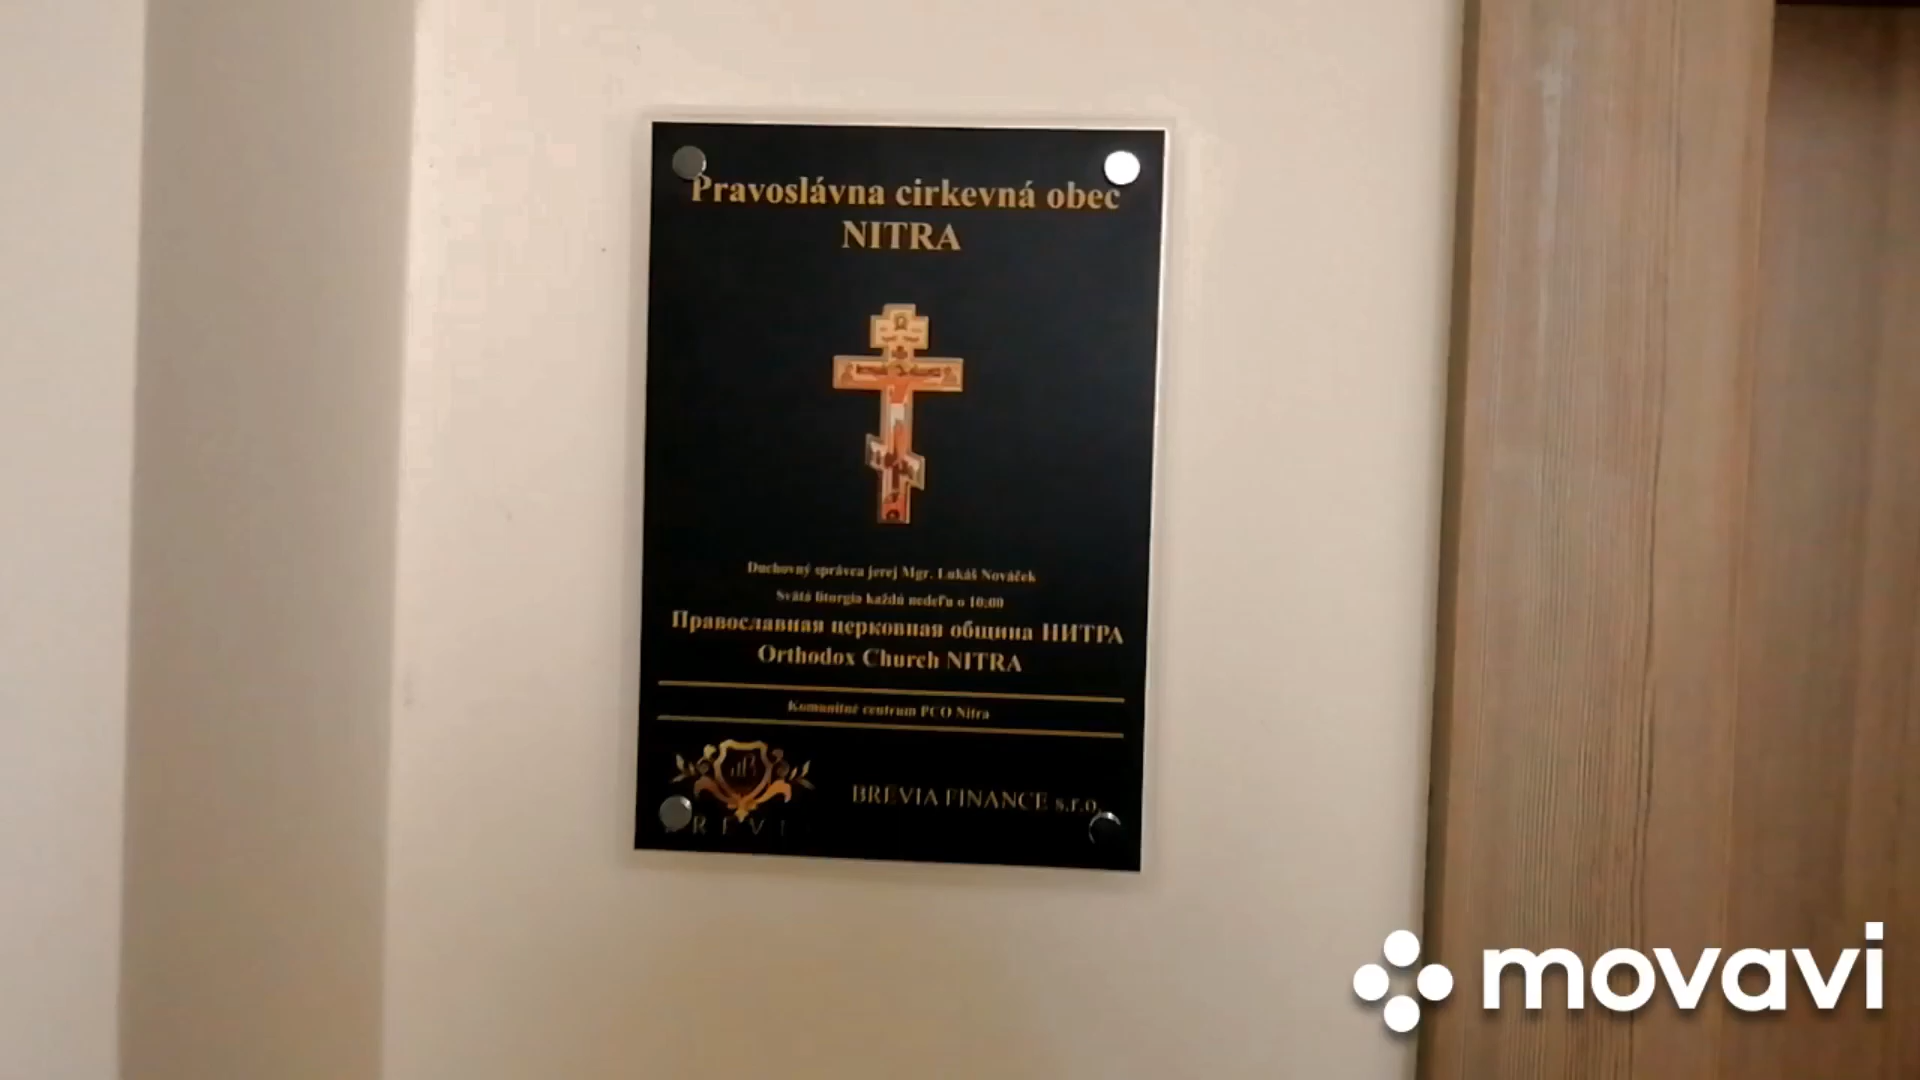 Pravoslávna cirkevná obec
NITRA
Duchovný správca jerej Mgr. Lukáš Nováček
Svätá liturgia každú nedeľu o 10:00
Православная церковная община НИТРА
Orthodox Church NITRA
Komunitné centrum PCO Nitra
BREVIA FINANCE s.r.o.
movavi